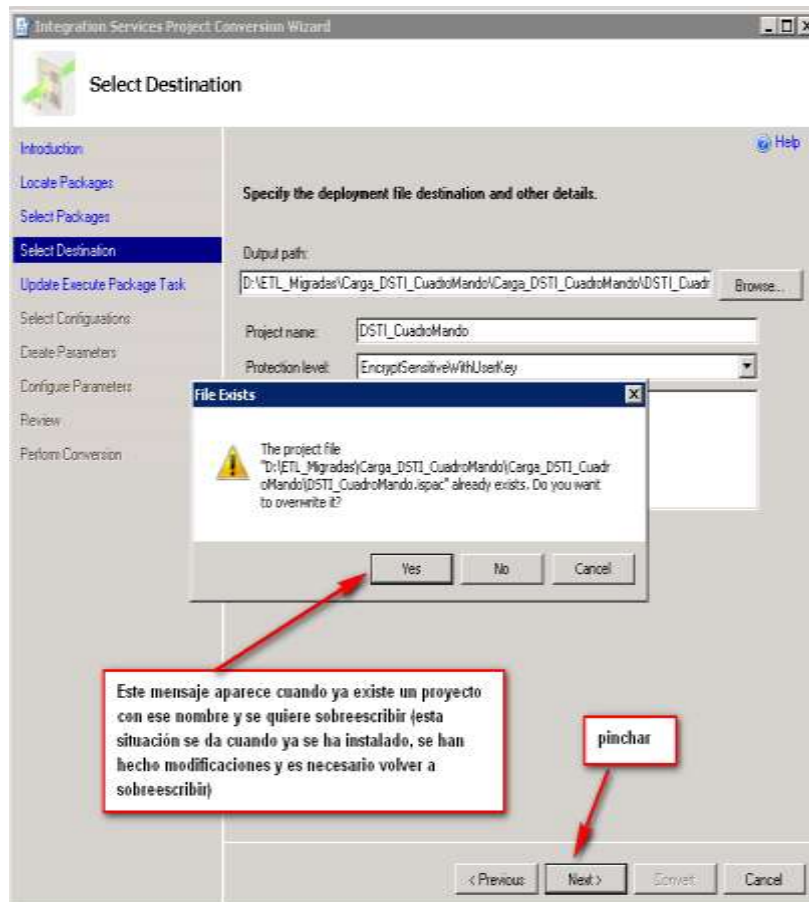 Integration Services Project Conversion Wizard
Select Destination
Help
Introduction
Locate Packages
Select Packages
Select Destination
Update Execute Package Task
Select Configurations
Create Parameters
Configure Parameters
Review
Perform Conversion
Specify the deployment file destination and other details.
Output path:
D:\ETL_Migradas\Carga_DSTI_CuadroMando\Carga_DSTI_CuadroMando\DSTI_Cuadr
Browse...
Project name:
DSTI_CuadroMando
Protection level:
EncryptSensitiveWithUserKey
File Exists
The project file
"D:\ETL_Migradas\Carga_DSTI_CuadroMando\Carga_DSTI_Cuadr
oMando\DSTI_CuadroMando.ispac" already exists. Do you want
to overwrite it?
Yes
No
Cancel
Este mensaje aparece cuando ya existe un proyecto
con ese nombre y se quiere sobreescribir (esta
situación se da cuando ya se ha instalado, se han
hecho modificaciones y es necesario volver a
sobreescribir)
pinchar
< Previous
Next >
Convert
Cancel